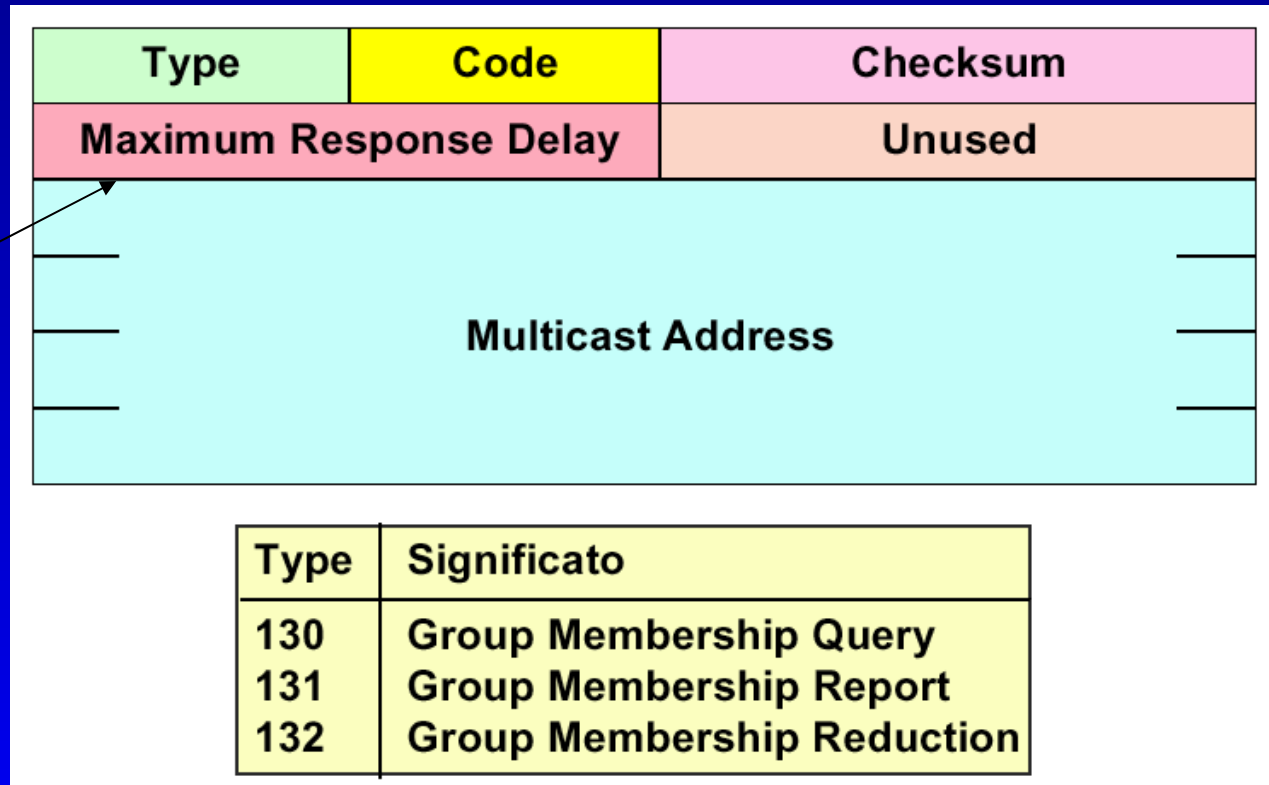 Type Code Checksum
Maximum Response Delay Unused
Multicast Address
Type Significato
130 Group Membership Query
131 Group Membership Report
132 Group Membership Reduction